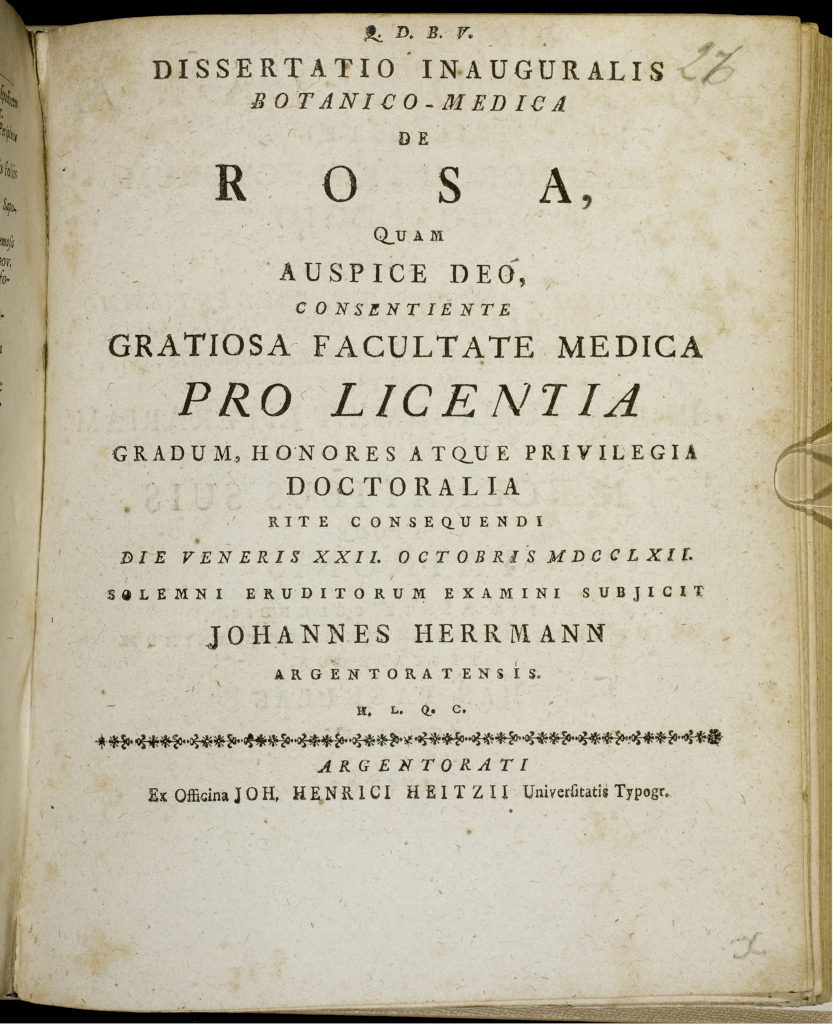 Q. D. B. V.
DISSERTATIO INAUGURALIS
BOTANICO-MEDICA
DE
ROSA,
QUAM
AUSPICE DEO,
CONSENTIENTE
GRATIOSA FACULTATE MEDICA
PRO LICENTIA
GRADUM, HONORES ATQUE PRIVILEGIA
DOCTORALIA
RITE CONSEQUENDI
DIE VENERIS XXII. OCTOBRIS MDCCLXII.
SOLEMNI ERUDITORUM EXAMINI SUBJICIT
JOHANNES HERRMANN
ARGENTORATENSIS.
H. L. Q. C.
ARGENTORATI
Ex Officina JOH. HENRICI HEITZII Universitatis Typogr.
26